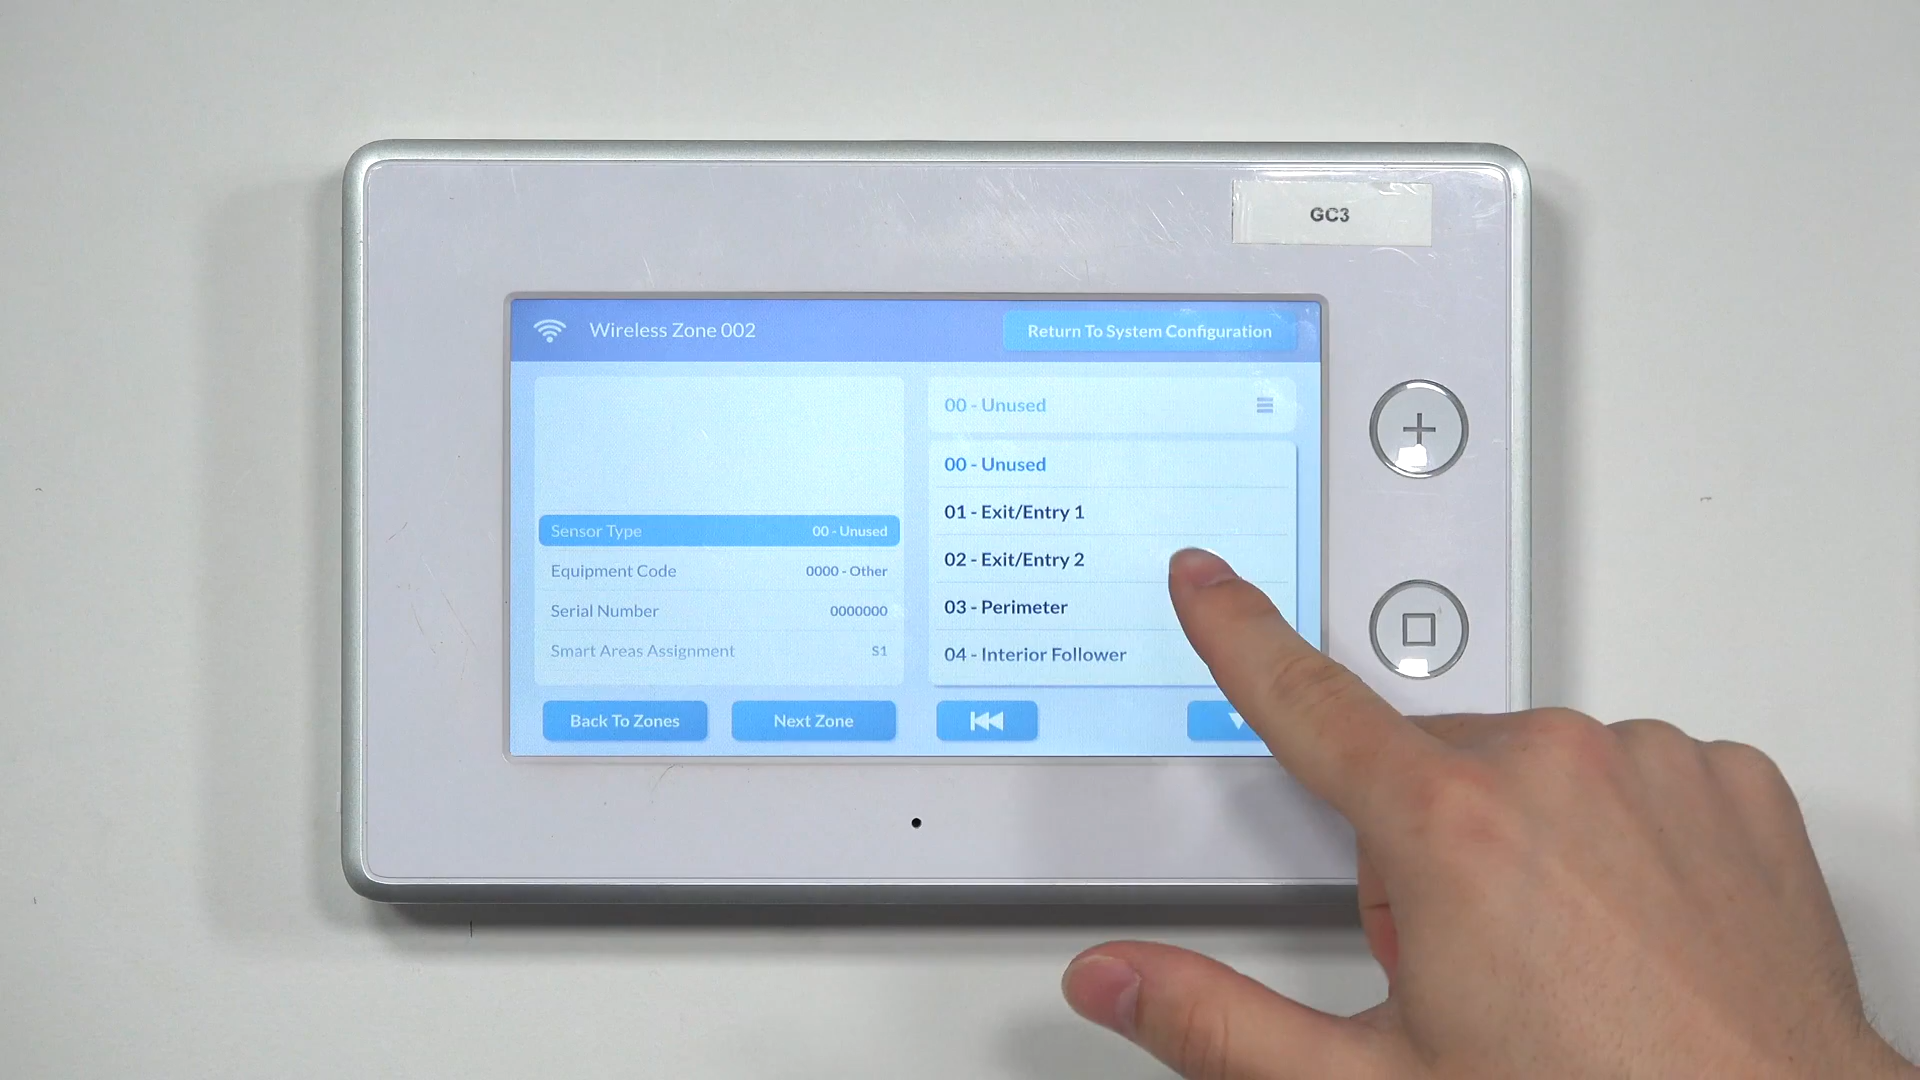 GC3
Wireless Zone 002
Return To System Configuration
Sensor Type 00 - Unused
Equipment Code 0000 - Other
Serial Number 0000000
Smart Areas Assignment S1
Back To Zones
Next Zone
00 - Unused
00 - Unused
01 - Exit/Entry 1
02 - Exit/Entry 2
03 - Perimeter
04 - Interior Follower